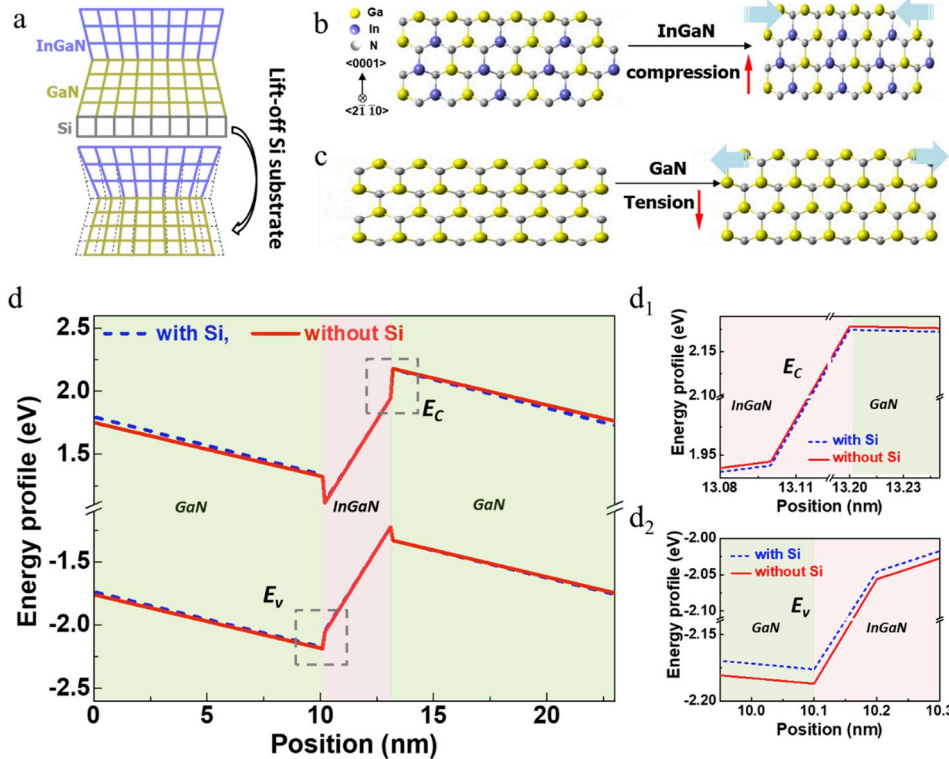 a
InGaN
GaN
Si
Lift-off Si substrate
b
Ga
In
N
<0001>
<21̄1̄0>
InGaN
compression
c
GaN
Tension
d
with Si, without Si
Energy profile (eV)
2.5
2.0
1.5
-1.5
-2.0
-2.5
E_C
GaN
InGaN
GaN
E_v
0 5 10 15 20
Position (nm)
d₁
Energy profile (eV)
2.15
2.10
1.95
E_C
InGaN
GaN
with Si
without Si
13.08 13.11 13.20 13.23
Position (nm)
d₂
Energy profile (eV)
-2.00
-2.05
-2.10
-2.15
-2.20
with Si
without Si
E_v
GaN
InGaN
10.0 10.1 10.2 10.3
Position (nm)